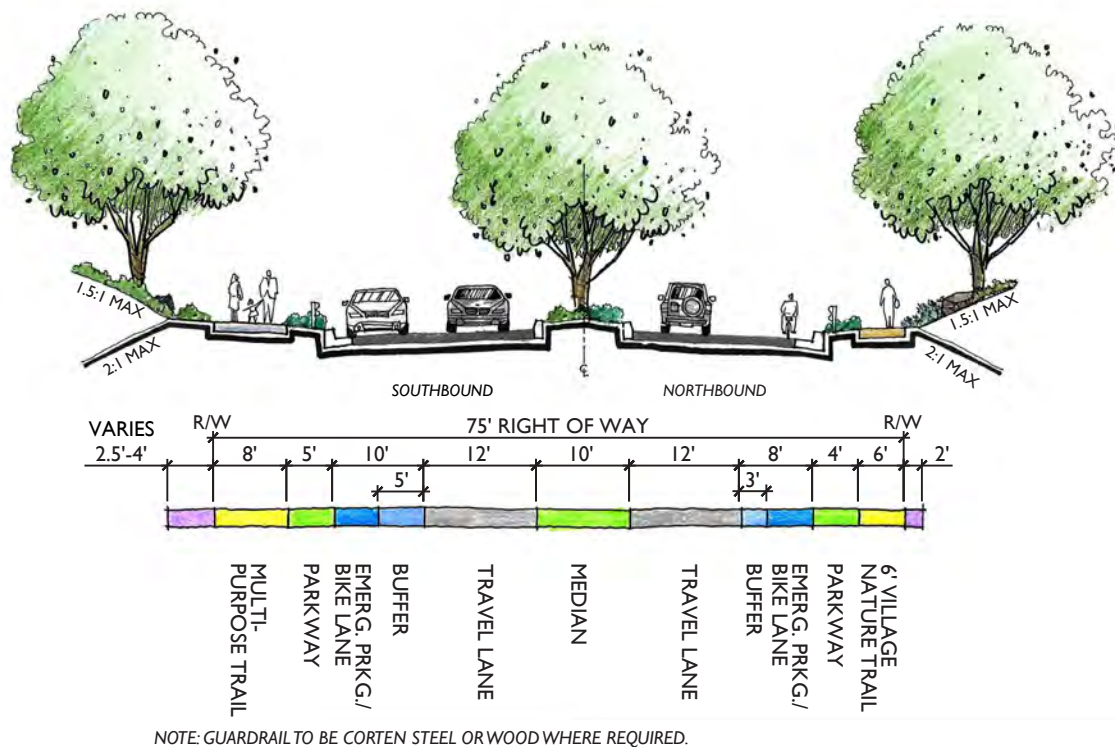 1.5:1 MAX
2:1 MAX
1.5:1 MAX
2:1 MAX
SOUTHBOUND
NORTHBOUND
VARIES
2.5'-4'
R/W
75' RIGHT OF WAY
R/W
8'
5'
10'
12'
10'
12'
8'
4'
6'
2'
5'
3'
MULTI-
PURPOSE TRAIL
PARKWAY
EMERG. PRKG./
BIKE LANE
BUFFER
TRAVEL LANE
MEDIAN
TRAVEL LANE
EMERG. PRKG./
BIKE LANE
BUFFER
PARKWAY
6' VILLAGE
NATURE TRAIL
NOTE: GUARDRAIL TO BE CORTEN STEEL OR WOOD WHERE REQUIRED.